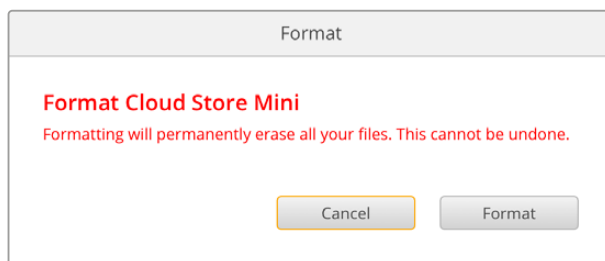 Format
Format Cloud Store Mini
Formatting will permanently erase all your files. This cannot be undone.
Cancel
Format